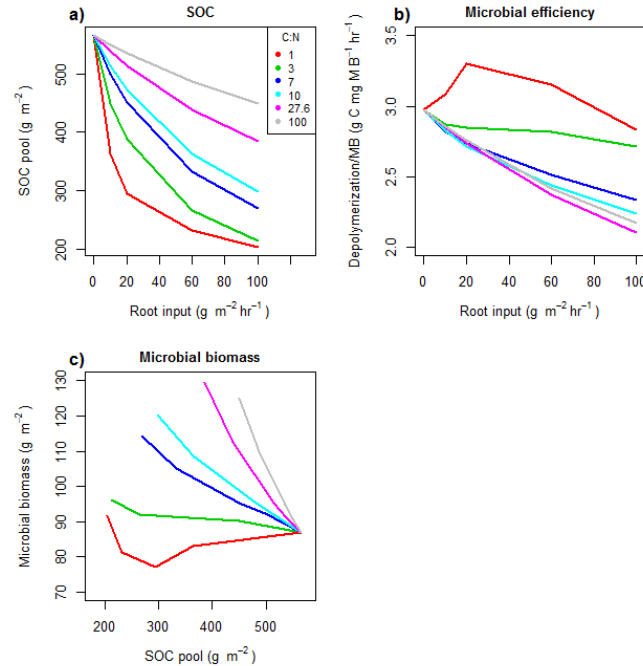 a)
SOC
C:N
1
3
7
10
27.6
100
500
400
300
200
SOC pool (g m⁻²)
0 20 40 60 80 100
Root input (g m⁻² hr⁻¹)
b)
Microbial efficiency
3.5
3.0
2.5
2.0
Depolymerization/MB (g C mg M B⁻¹ hr⁻¹)
0 20 40 60 80 100
Root input (g m⁻² hr⁻¹)
c)
Microbial biomass
130
120
110
100
90
80
70
Microbial biomass (g m⁻²)
200 300 400 500
SOC pool (g m⁻²)